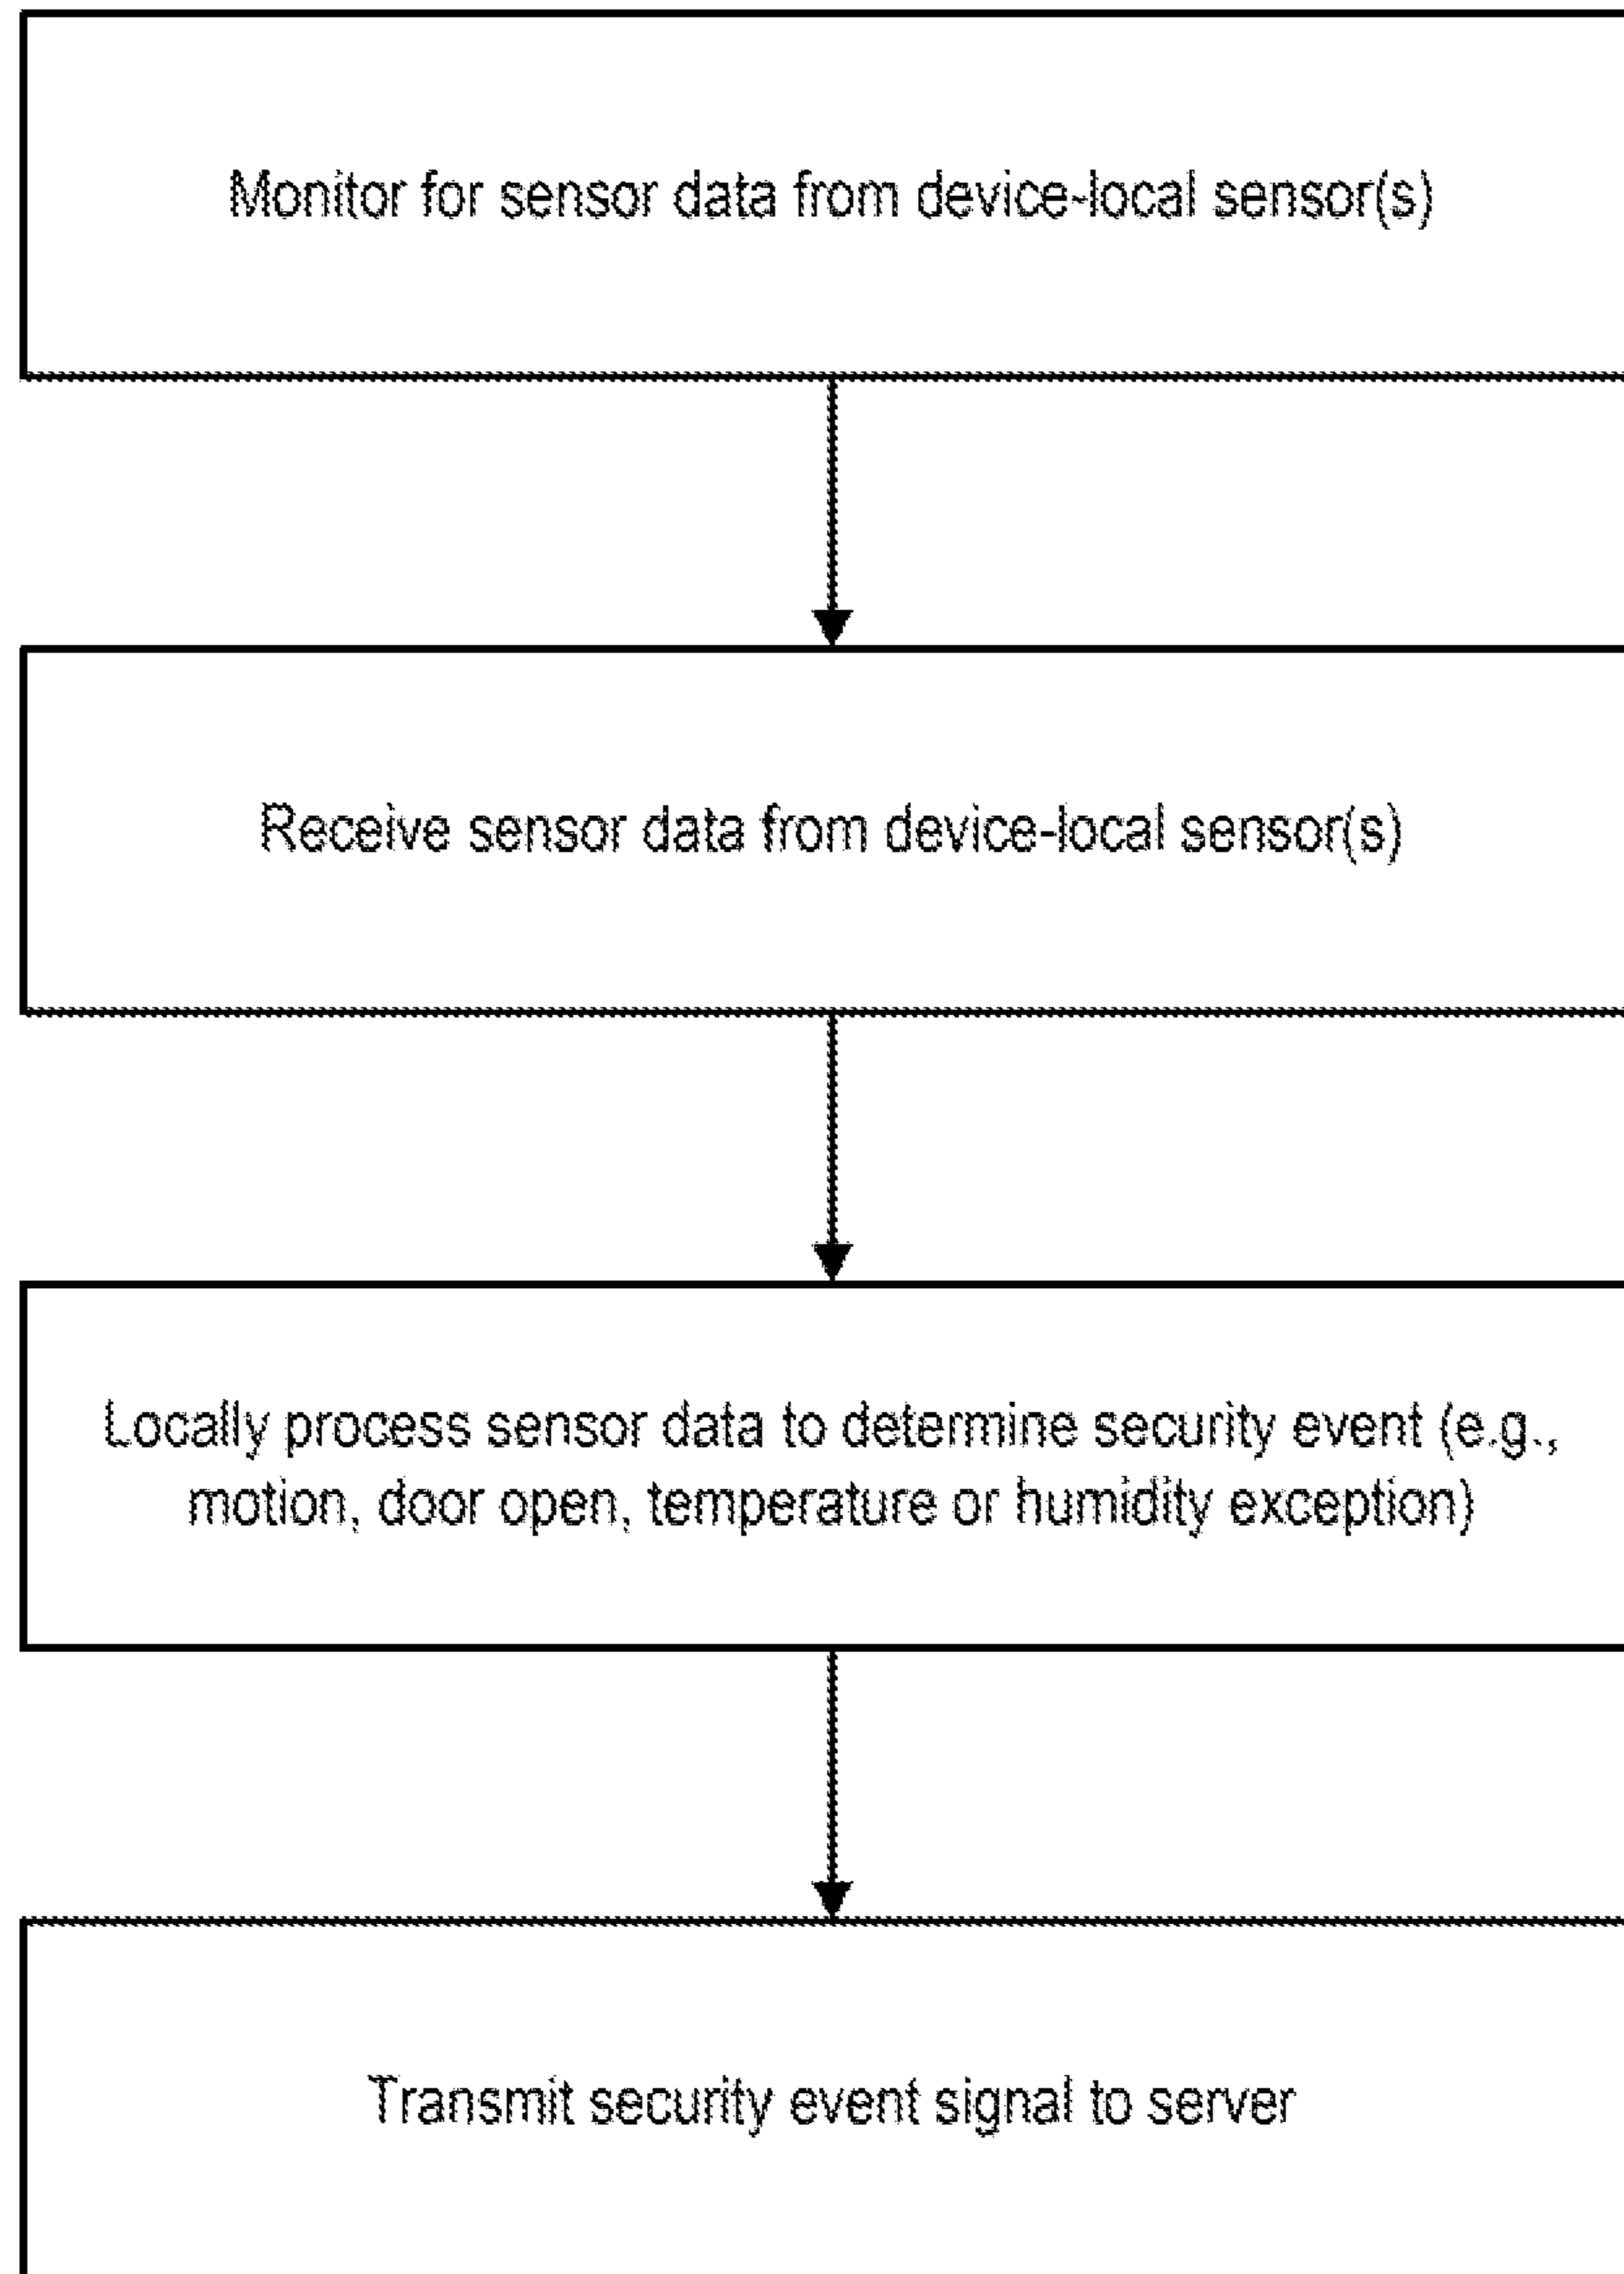 Monitor for sensor data from device-local sensor(s)
Receive sensor data from device-local sensor(s)
Locally process sensor data to determine security event (e.g.,
motion, door open, temperature or humidity exception)
Transmit security event signal to server